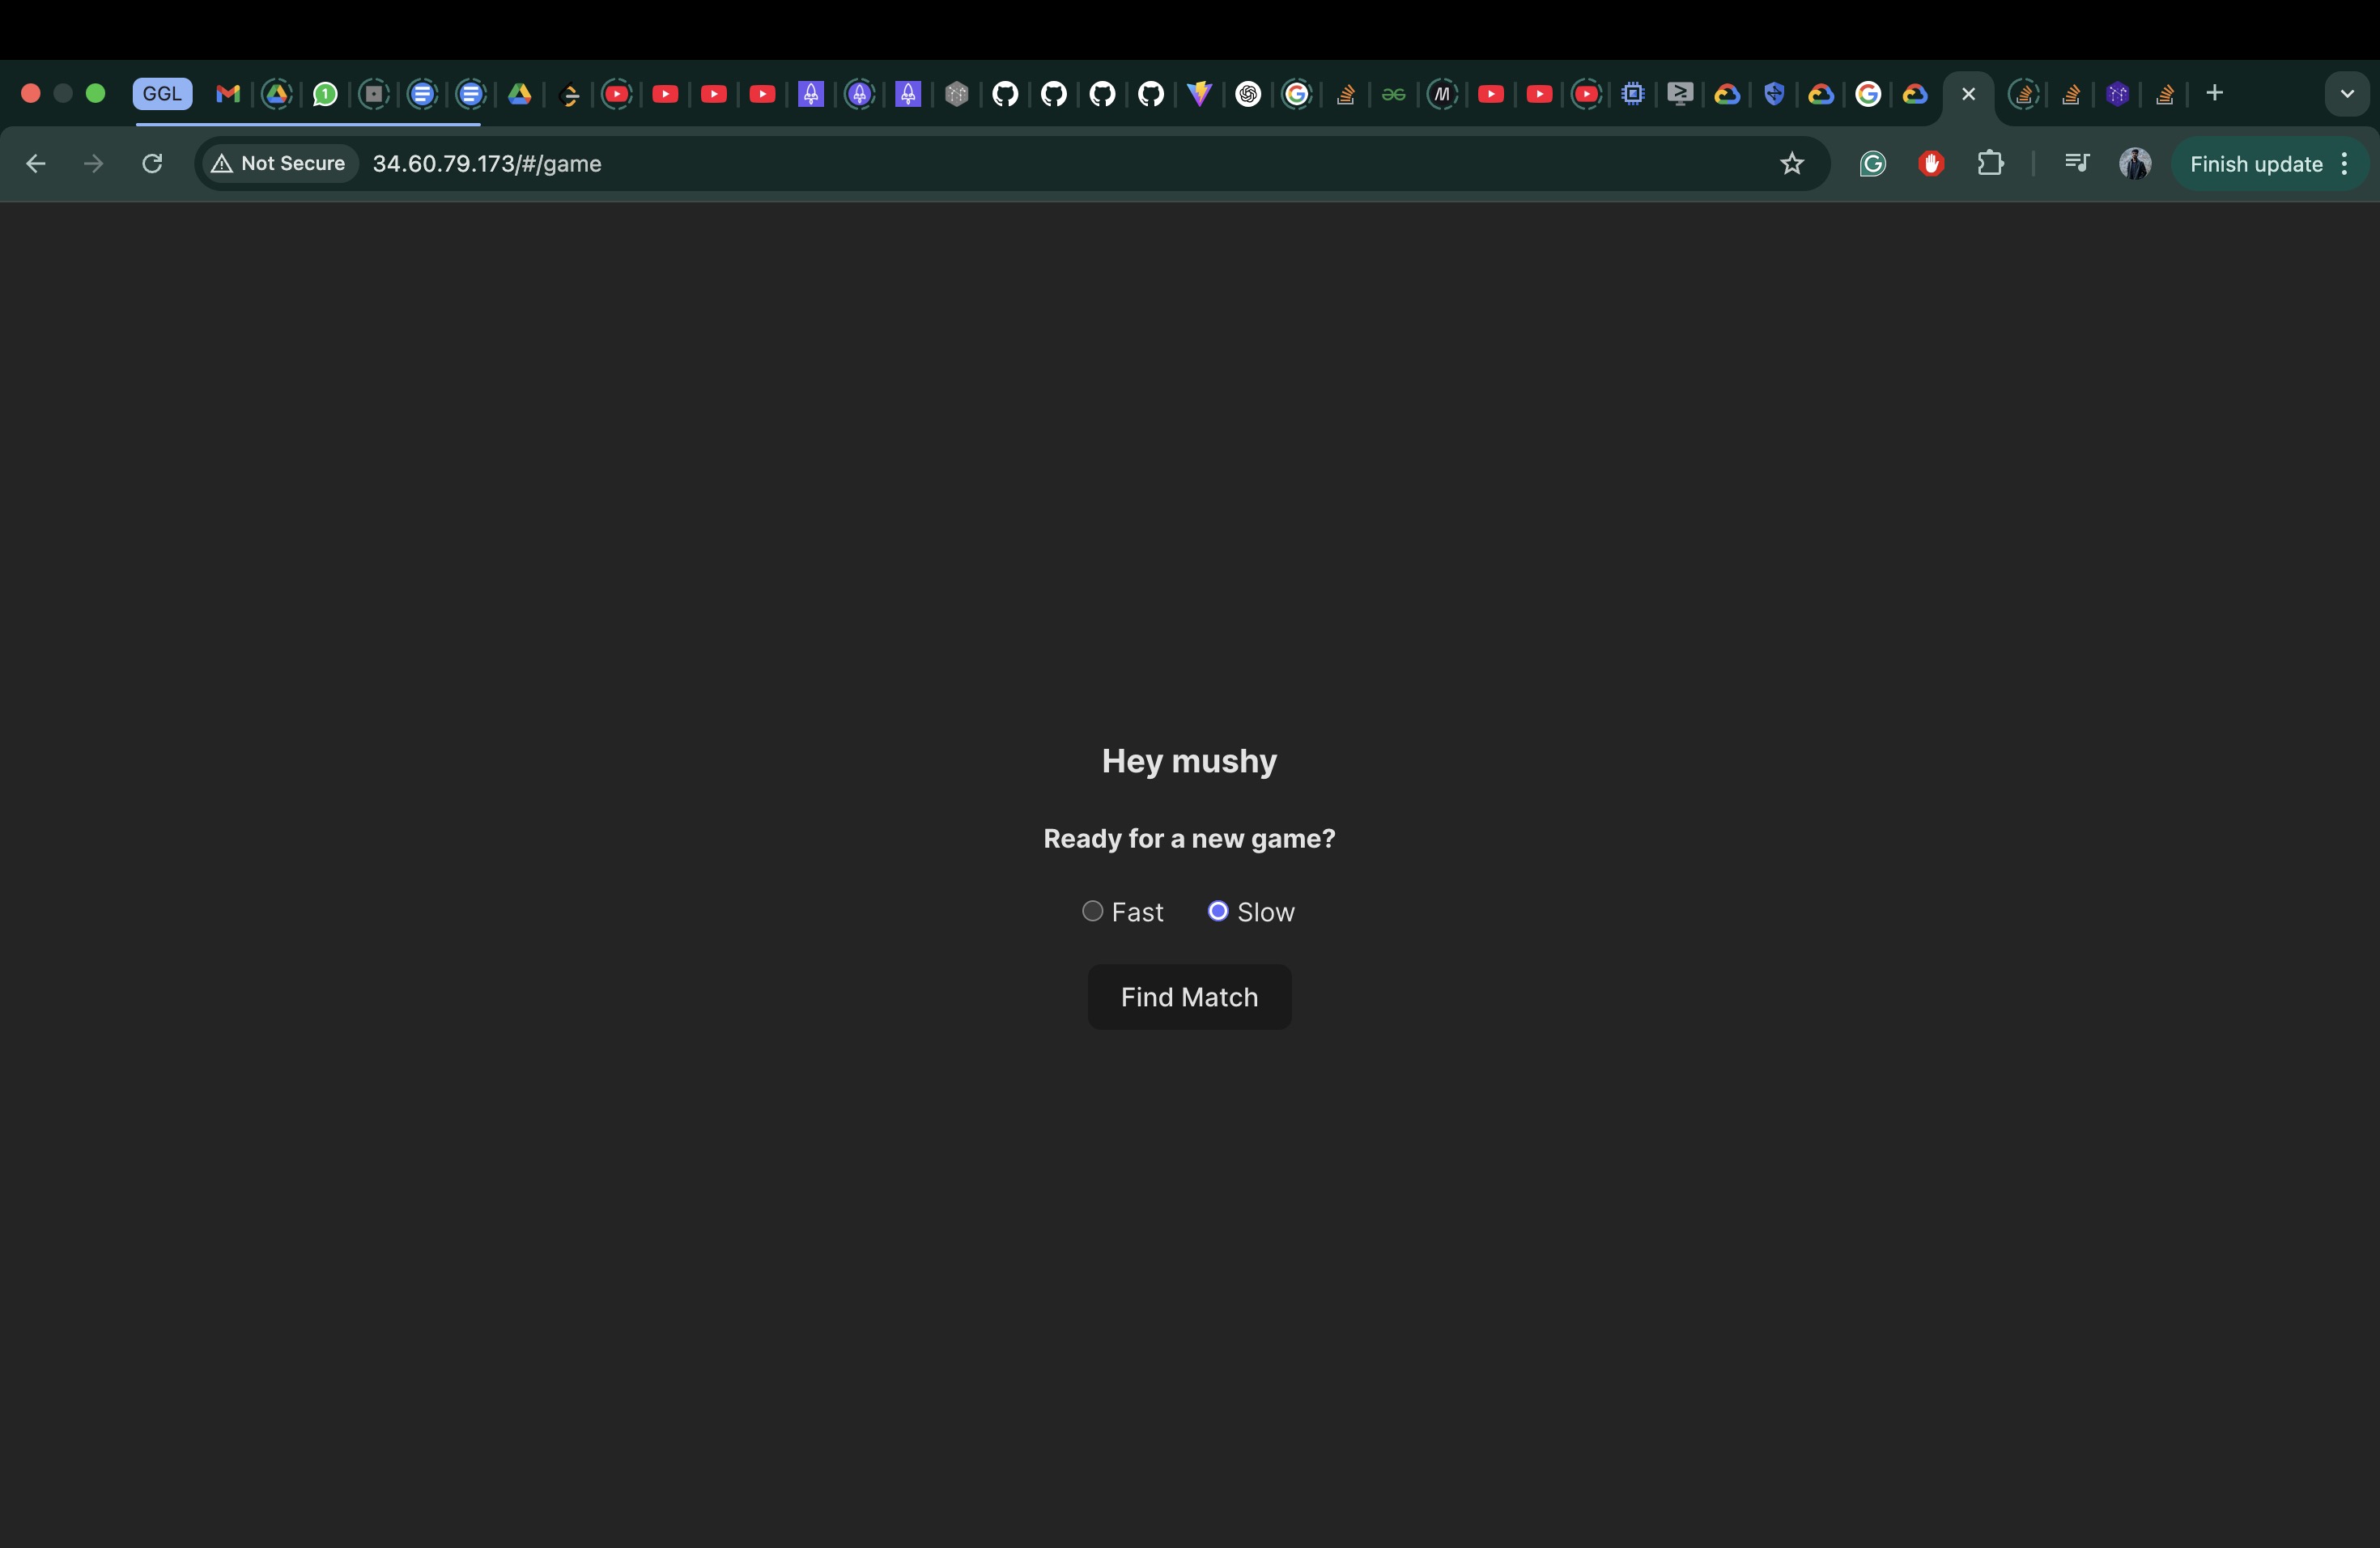 GGL
Not Secure 34.60.79.173/#/game Finish update
Hey mushy
Ready for a new game?
Fast Slow
Find Match